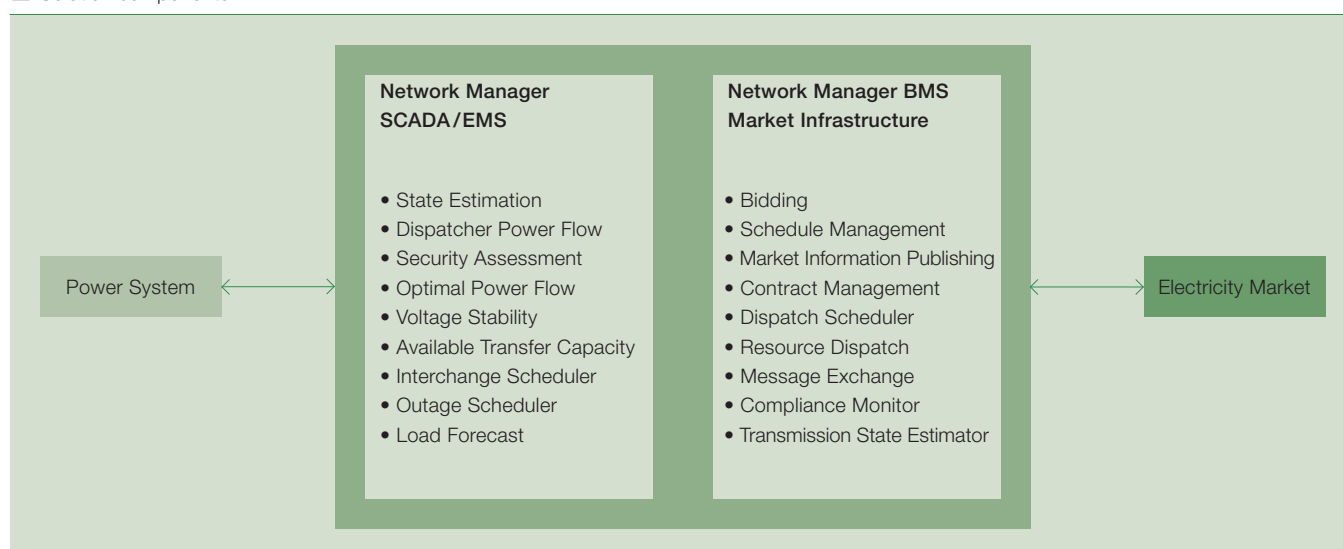 Power System
Network Manager
SCADA/EMS
• State Estimation
• Dispatcher Power Flow
• Security Assessment
• Optimal Power Flow
• Voltage Stability
• Available Transfer Capacity
• Interchange Scheduler
• Outage Scheduler
• Load Forecast
Network Manager BMS
Market Infrastructure
• Bidding
• Schedule Management
• Market Information Publishing
• Contract Management
• Dispatch Scheduler
• Resource Dispatch
• Message Exchange
• Compliance Monitor
• Transmission State Estimator
Electricity Market